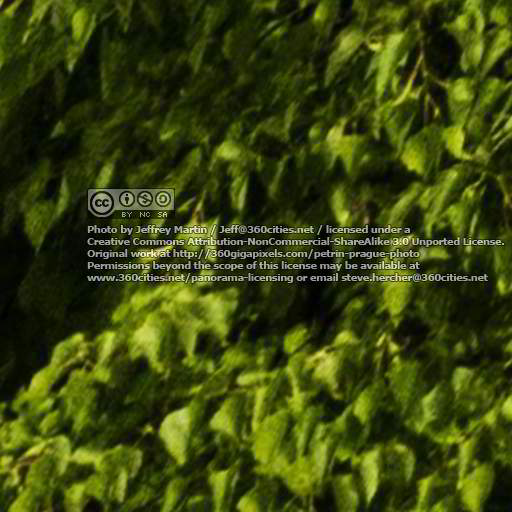 cc BY NC SA
Photo by Jeffrey Martin / Jeff@360cities.net / licensed under a
Creative Commons Attribution-NonCommercial-ShareAlike 3.0 Unported License.
Original work at http://360gigapixels.com/petrin-prague-photo
Permissions beyond the scope of this license may be available at
www.360cities.net/panorama-licensing or email steve.hercher@360cities.net